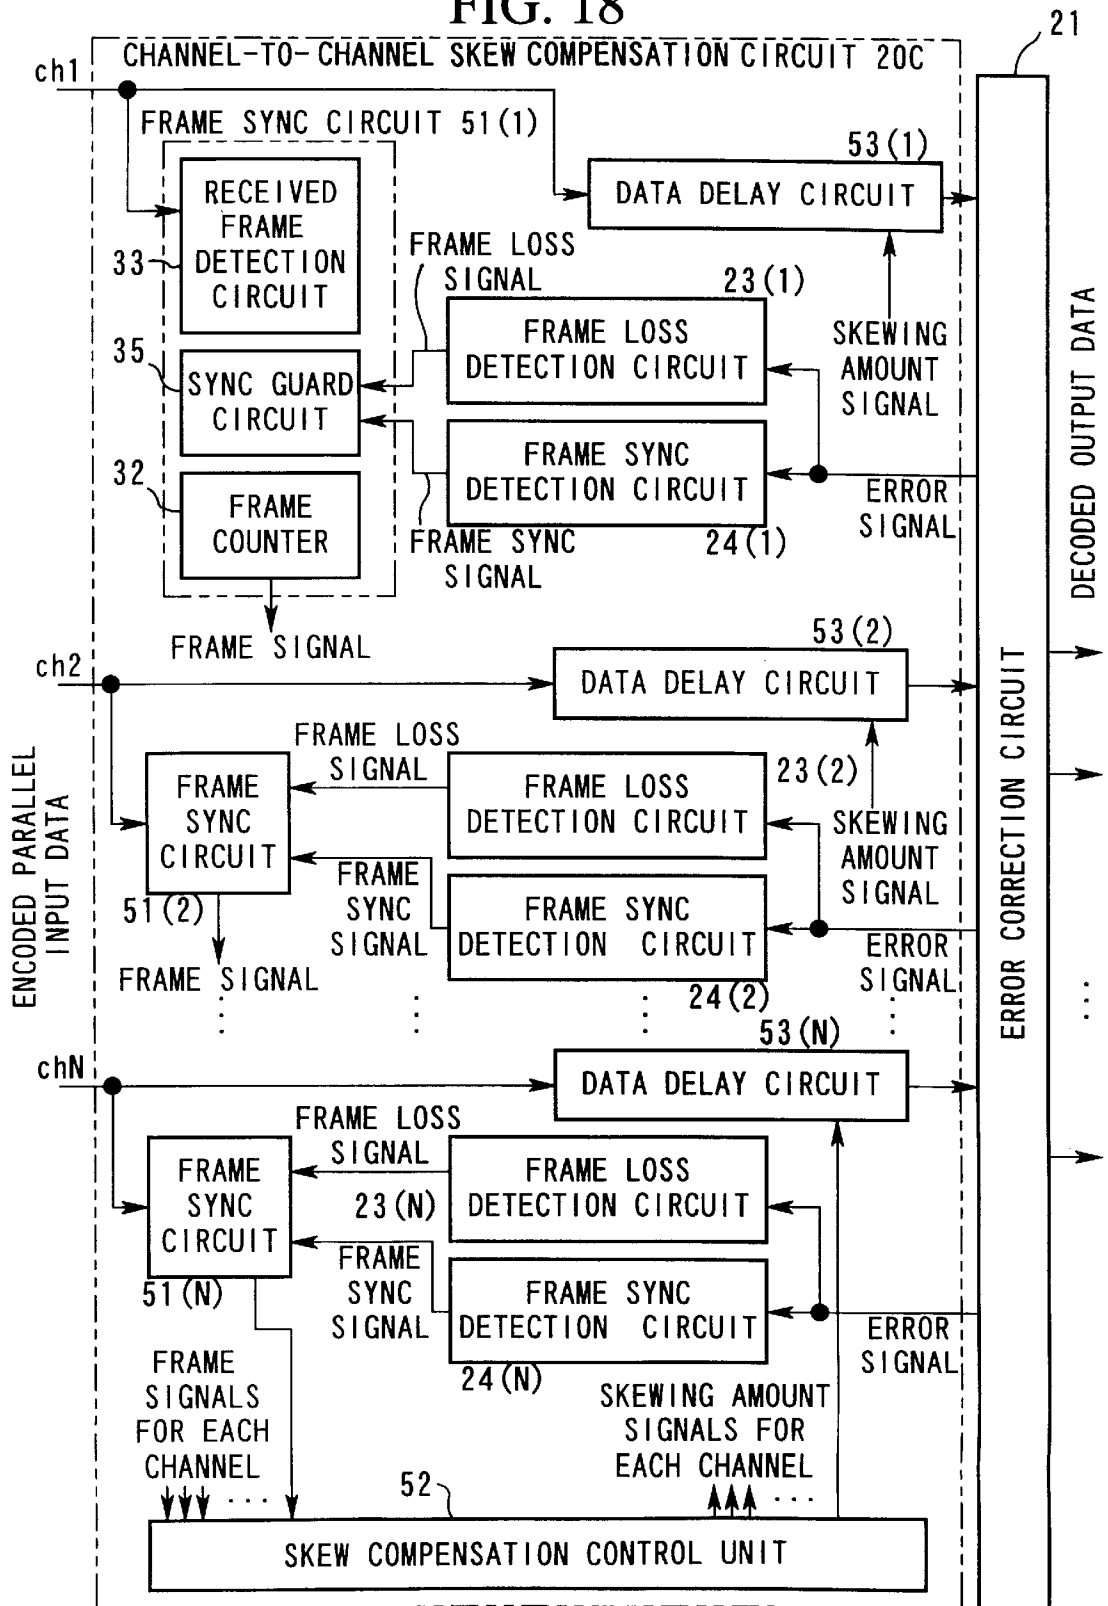 FIG. 18
21
CHANNEL-TO-CHANNEL SKEW COMPENSATION CIRCUIT 20C
ch1
FRAME SYNC CIRCUIT 51(1)
53(1)
DATA DELAY CIRCUIT
RECEIVED
FRAME
DETECTION
CIRCUIT
33
FRAME LOSS
SIGNAL
23(1)
FRAME LOSS
DETECTION CIRCUIT
SKEWING
AMOUNT
SIGNAL
35
SYNC GUARD
CIRCUIT
FRAME SYNC
DETECTION CIRCUIT
24(1)
ERROR
SIGNAL
32
FRAME
COUNTER
FRAME SYNC
SIGNAL
FRAME SIGNAL
DECODED OUTPUT DATA
ERROR CORRECTION CIRCUIT
ENCODED PARALLEL
INPUT DATA
ch2
53(2)
DATA DELAY CIRCUIT
FRAME LOSS
SIGNAL
FRAME
SYNC
CIRCUIT
51(2)
FRAME LOSS
DETECTION CIRCUIT
23(2)
SKEWING
AMOUNT
SIGNAL
FRAME
SYNC
SIGNAL
FRAME SYNC
DETECTION CIRCUIT
24(2)
ERROR
SIGNAL
FRAME SIGNAL
chN
53(N)
DATA DELAY CIRCUIT
FRAME LOSS
SIGNAL
FRAME
SYNC
CIRCUIT
51(N)
FRAME LOSS
DETECTION CIRCUIT
23(N)
FRAME
SYNC
SIGNAL
FRAME SYNC
DETECTION CIRCUIT
24(N)
ERROR
SIGNAL
FRAME
SIGNALS
FOR EACH
CHANNEL
...
SKEWING AMOUNT
SIGNALS FOR
EACH CHANNEL
...
52
SKEW COMPENSATION CONTROL UNIT